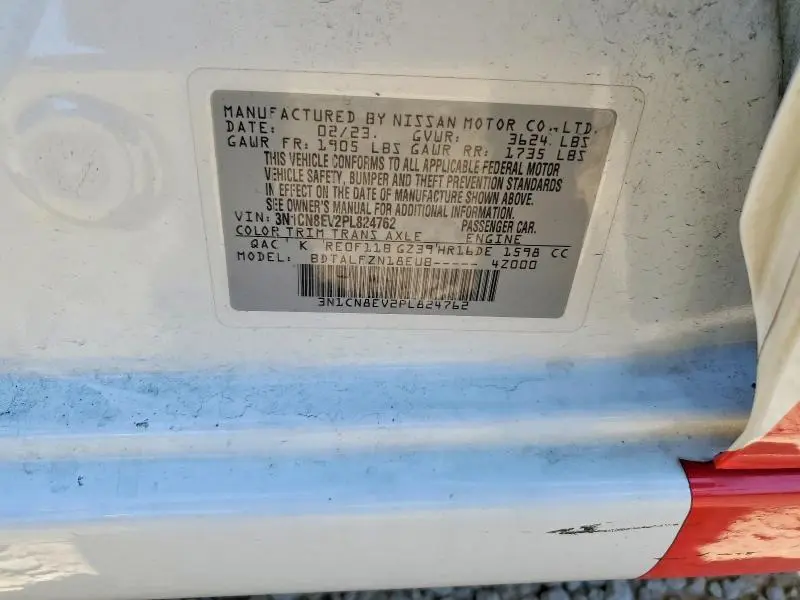 MANUFACTURED BY NISSAN MOTOR CO., LTD.
DATE: 02/23. GVWR: 3624 LBS
GAWR FR: 1905 LBS GAWR RR: 1735 LBS
THIS VEHICLE CONFORMS TO ALL APPLICABLE FEDERAL MOTOR
VEHICLE SAFETY, BUMPER AND THEFT PREVENTION STANDARDS
IN EFFECT ON THE DATE OF MANUFACTURE SHOWN ABOVE.
SEE OWNER'S MANUAL FOR ADDITIONAL INFORMATION.
VIN: 3N1CN8EV2PL824762 PASSENGER CAR.
COLOR TRIM TRANS AXLE ENGINE
QAC K RE0F11B GZ39 HR16DE 1598 CC
MODEL: BDTALFZN18EUB----- 4Z000
3N1CN8EV2PL824762